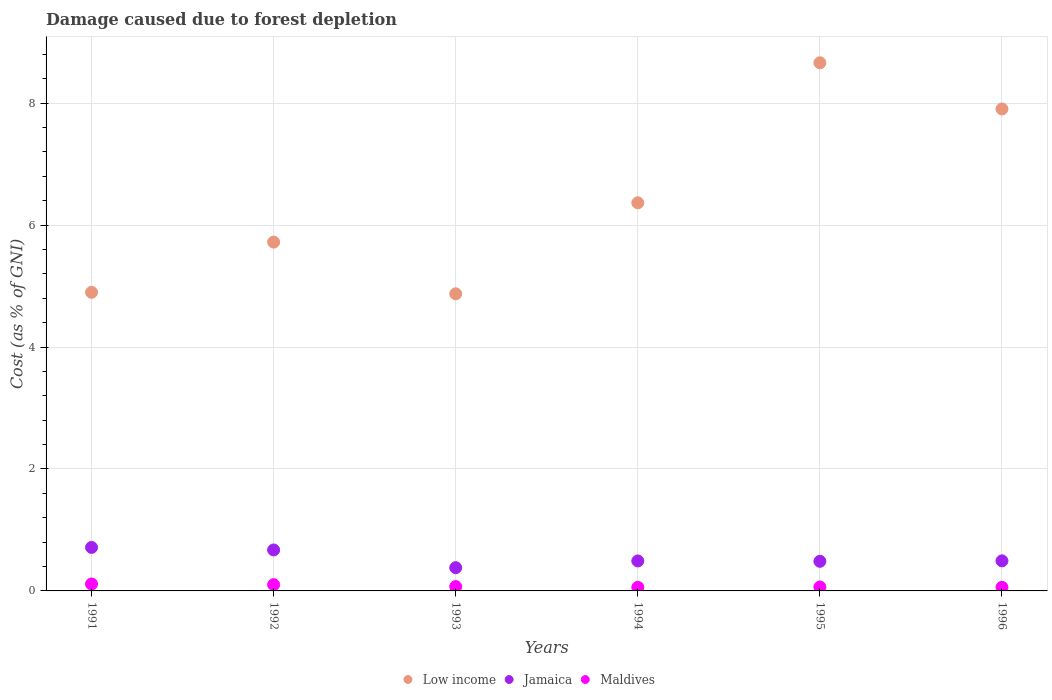 Damage caused due to forest depletion
Cost (as % of GNI)
8
6
4
2
0
1991
1992
1993
1994
1995
1996
Years
Low income
Jamaica
Maldives